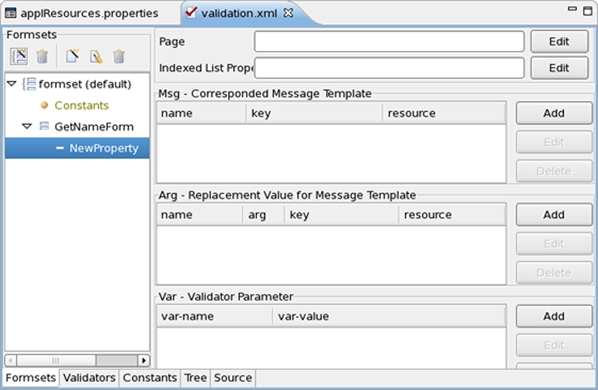 applResources.properties
validation.xml
Formsets
formset (default)
Constants
GetNameForm
NewProperty
Page
Edit
Indexed List Prope
Edit
Msg - Corresponded Message Template
name key resource
Add
Edit
Delete
Arg - Replacement Value for Message Template
name arg key resource
Add
Edit
Delete
Var - Validator Parameter
var-name var-value
Add
Edit
Formsets Validators Constants Tree Source